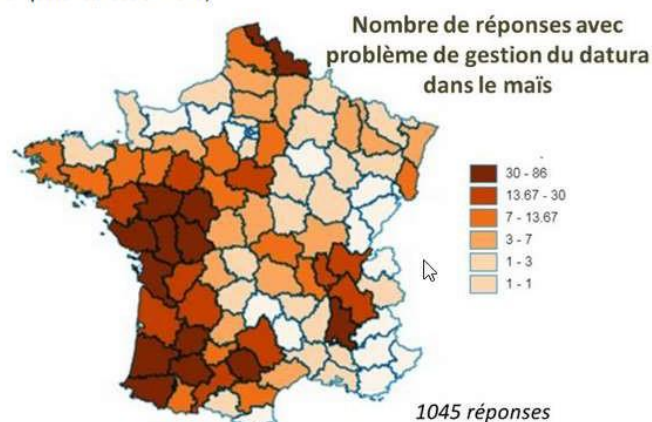 Nombre de réponses avec
problème de gestion du datura
dans le maïs
30 - 86
13.67 - 30
7 - 13.67
3 - 7
1 - 3
1 - 1
1045 réponses